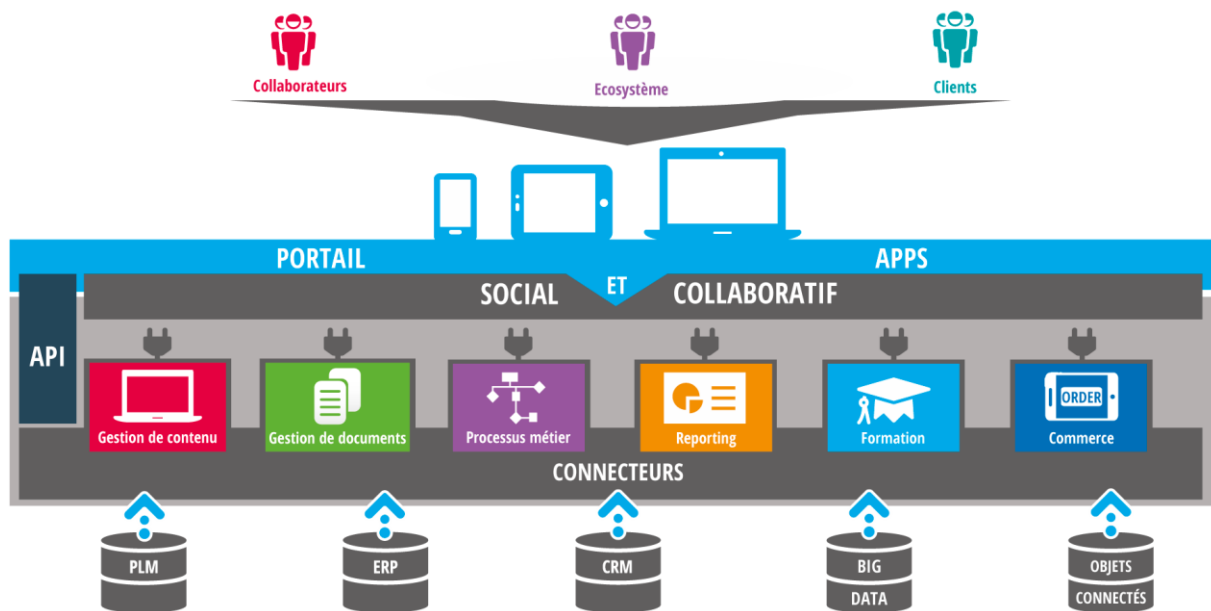 Collaborateurs
Ecosystème
Clients
PORTAIL
APPS
ET
SOCIAL
COLLABORATIF
API
ORDER
Gestion de contenu
Gestion de documents
Processus métier
Reporting
Formation
Commerce
CONNECTEURS
PLM
ERP
CRM
BIG
DATA
OBJETS
CONNECTÉS